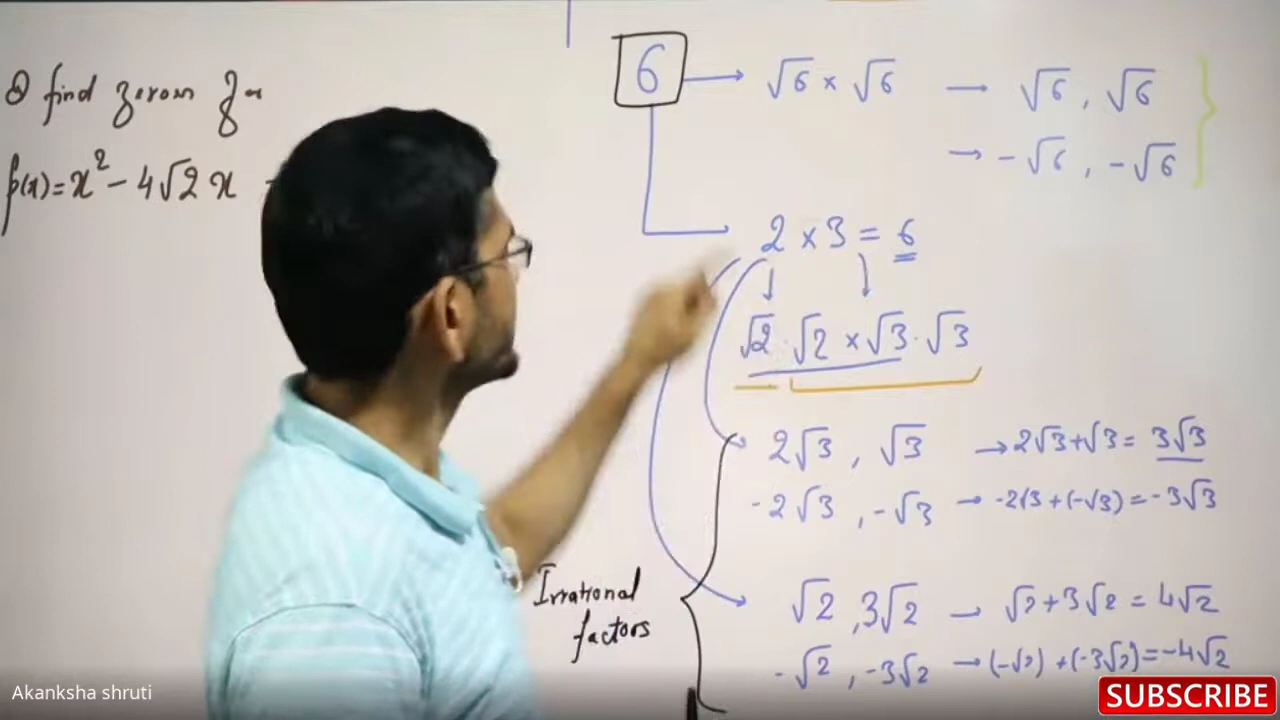 Q find zeroes for
p(x) = x² - 4√2 x -
6 → √6 × √6 → √6 , √6
→ -√6 , -√6
2 × 3 = 6
√2 · √2 × √3 · √3
2√3 , √3 → 2√3 + √3 = 3√3
-2√3 , -√3 → -2√3 + (-√3) = -3√3
Irrational
factors
√2 , 3√2 → √2 + 3√2 = 4√2
-√2 , -3√2 → (-√2) + (-3√2) = -4√2
Akanksha shruti
SUBSCRIBE